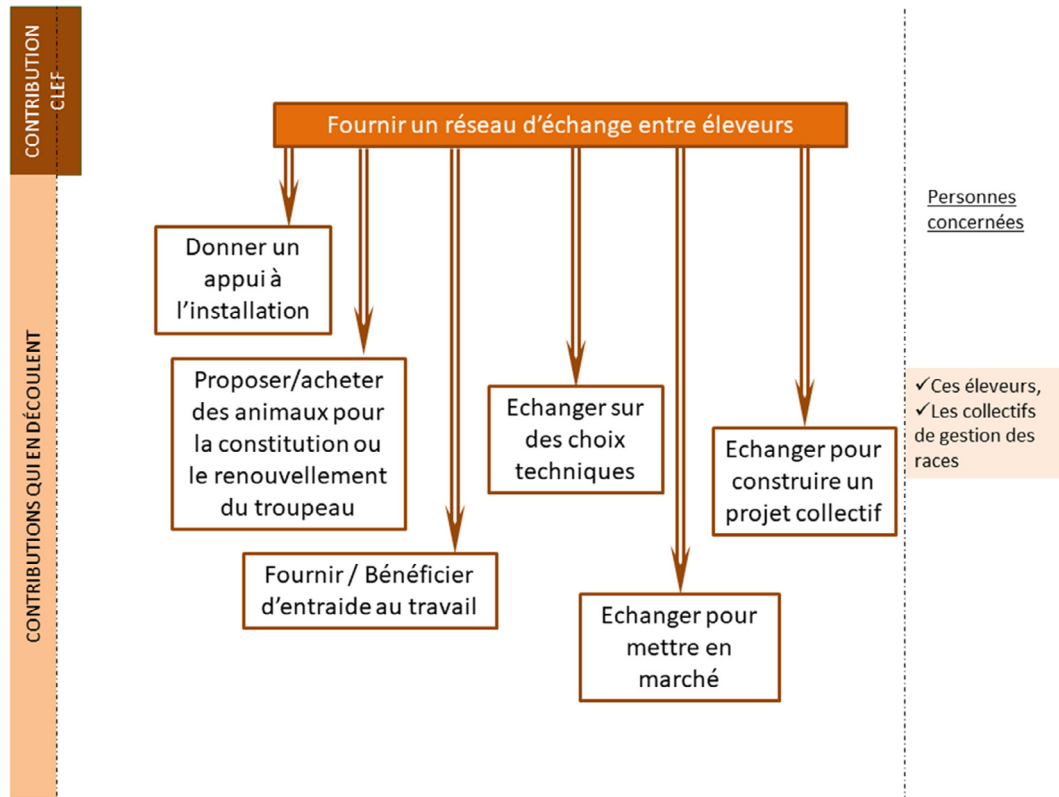 CONTRIBUTION
CLEF
Fournir un réseau d’échange entre éleveurs
Personnes
concernées
CONTRIBUTIONS QUI EN DÉCOULENT
Donner un
appui à
l’installation
Proposer/acheter
des animaux pour
la constitution ou
le renouvellement
du troupeau
Fournir / Bénéficier
d’entraide au travail
Echanger sur
des choix
techniques
Echanger pour
mettre en
marché
Echanger pour
construire un
projet collectif
✓Ces éleveurs,
✓Les collectifs
de gestion des
races